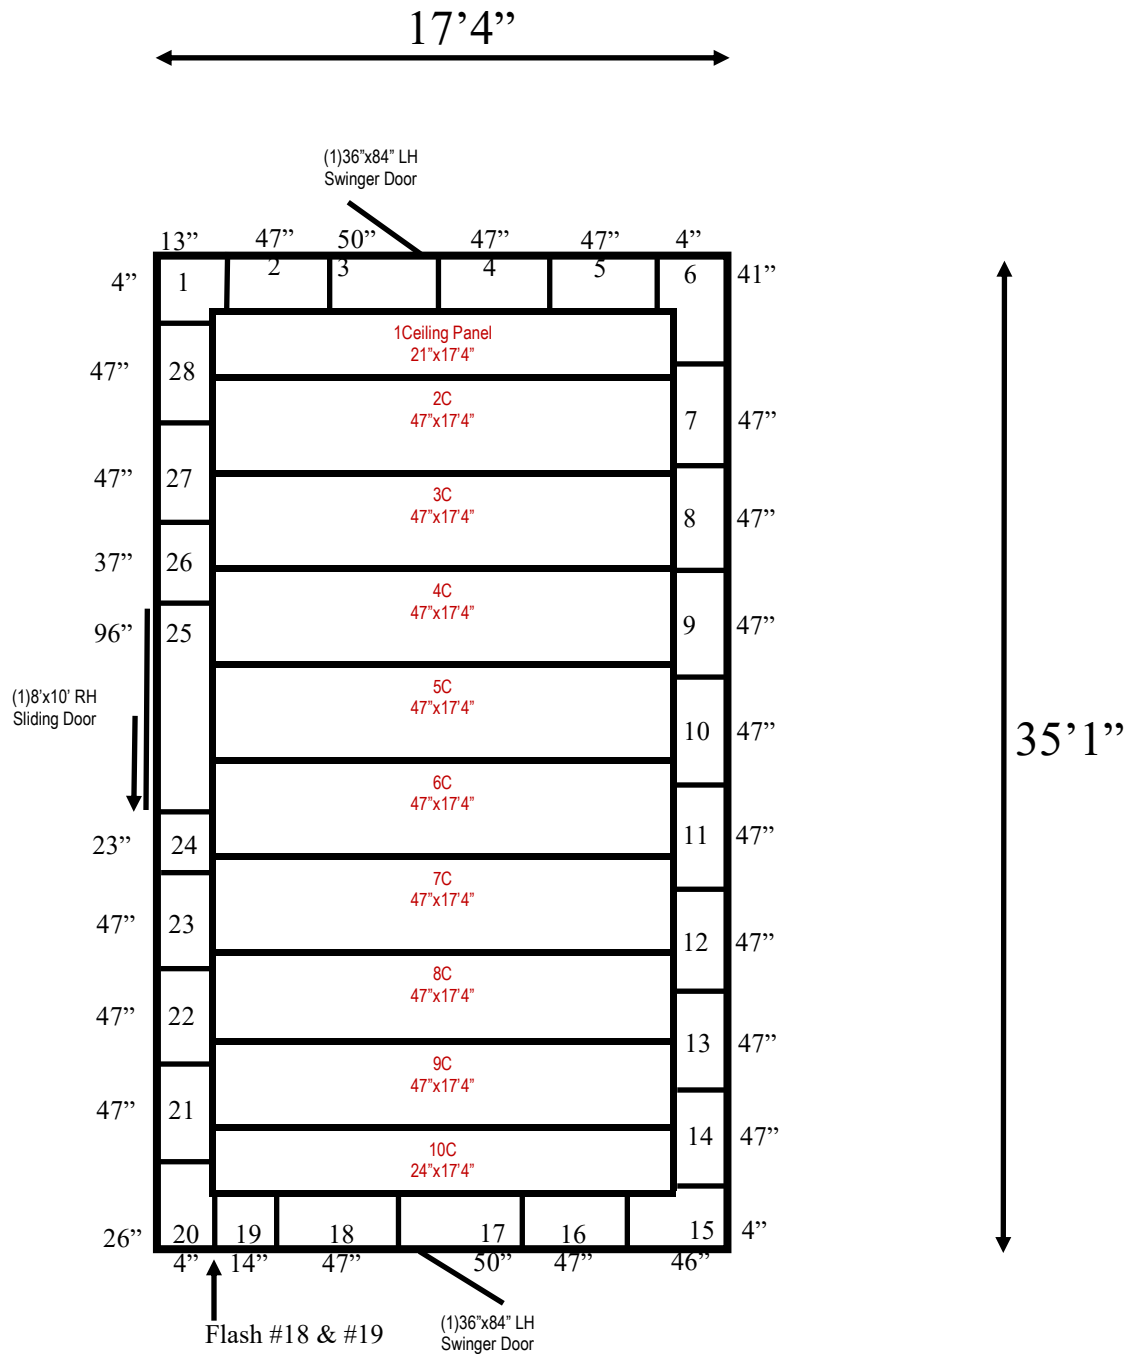 17’4”
(1)36”x84” LH
Swinger Door
13” 47” 50” 47” 47” 4”
4” 1 2 3 4 5 6 41”
1Ceiling Panel
21”x17’4”
47” 28
2C
47”x17’4”
7 47”
47” 27
3C
47”x17’4”
8 47”
37” 26
4C
47”x17’4”
96” 25 9 47”
(1)8’x10’ RH
Sliding Door
5C
47”x17’4”
10 47”
35’1”
6C
47”x17’4”
23” 24 11 47”
7C
47”x17’4”
47” 23 12 47”
8C
47”x17’4”
47” 22 13 47”
9C
47”x17’4”
47” 21 14 47”
10C
24”x17’4”
26” 20 19 18 17 16 15 4”
4” 14” 47” 50” 47” 46”
Flash #18 & #19
(1)36”x84” LH
Swinger Door